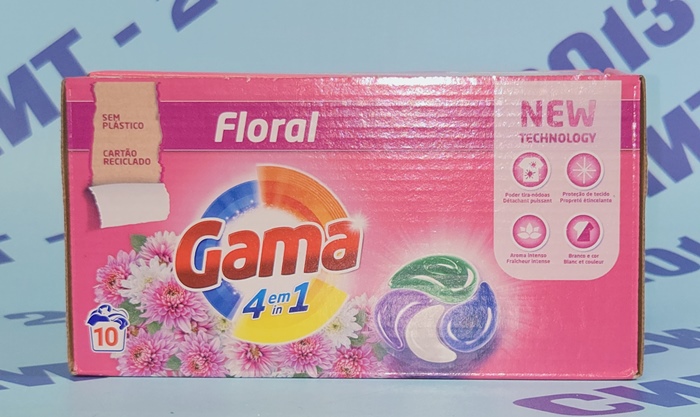 SEM
PLÁSTICO
CARTÃO
RECICLADO
Floral
NEW
TECHNOLOGY
Poder tira-nódoas
Détachant puissant
Proteção de tecido
Propreté étincelante
Aroma intenso
Fraîcheur intense
Branco e cor
Blanc et couleur
Gama
4 em
in 1
10